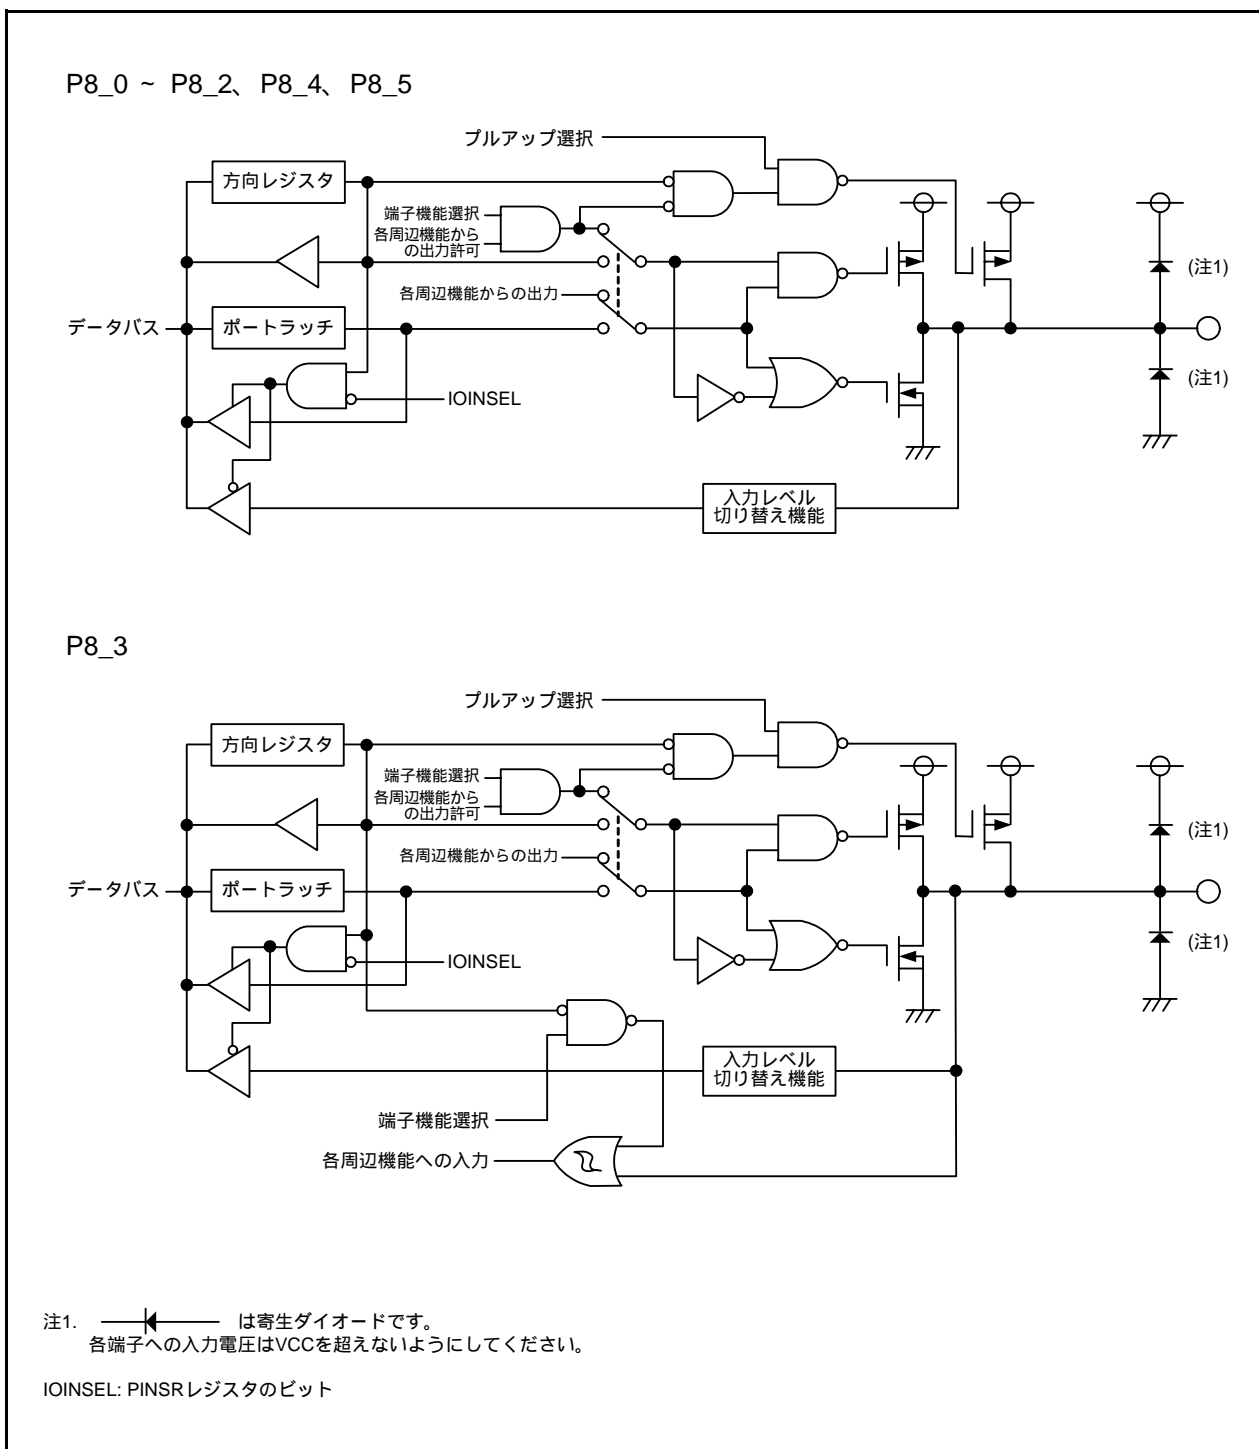 P8_0 ~ P8_2、P8_4、P8_5
プルアップ選択
方向レジスタ
端子機能選択
各周辺機能から
の出力許可
各周辺機能からの出力
(注1)
データバス
ポートラッチ
(注1)
IOINSEL
入力レベル
切り替え機能
P8_3
プルアップ選択
方向レジスタ
端子機能選択
各周辺機能から
の出力許可
各周辺機能からの出力
(注1)
データバス
ポートラッチ
(注1)
IOINSEL
入力レベル
切り替え機能
端子機能選択
各周辺機能への入力
注1. は寄生ダイオードです。
各端子への入力電圧はVCCを超えないようにしてください。
IOINSEL: PINSRレジスタのビット